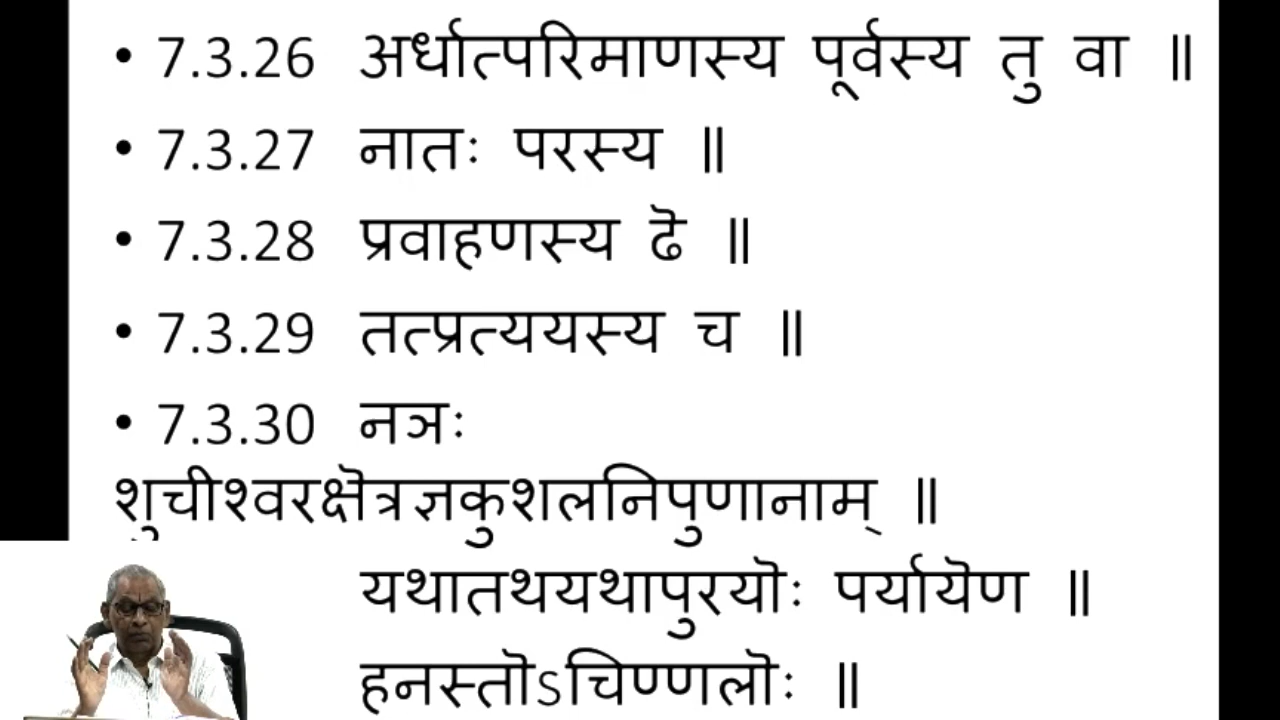 • 7.3.26 अर्धात्परिमाणस्य पूर्वस्य तु वा ॥
• 7.3.27 नातः परस्य ॥
• 7.3.28 प्रवाहणस्य ढॆ ॥
• 7.3.29 तत्प्रत्ययस्य च ॥
• 7.3.30 नञः
शुचीश्वरक्षॆत्रज्ञकुशलनिपुणानाम् ॥
यथातथयथापुरयॊः पर्यायॆण ॥
हनस्तॊऽचिण्णलॊः ॥